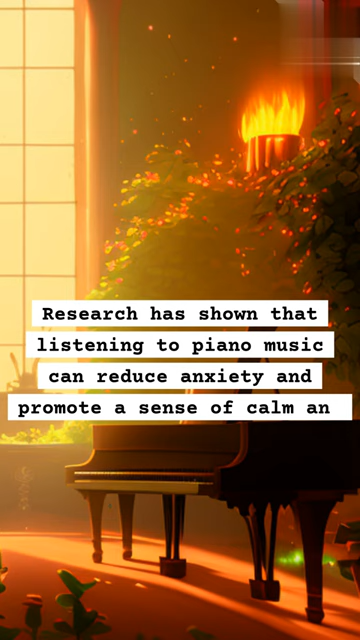 Research has shown that
listening to piano music
can reduce anxiety and
promote a sense of calm an